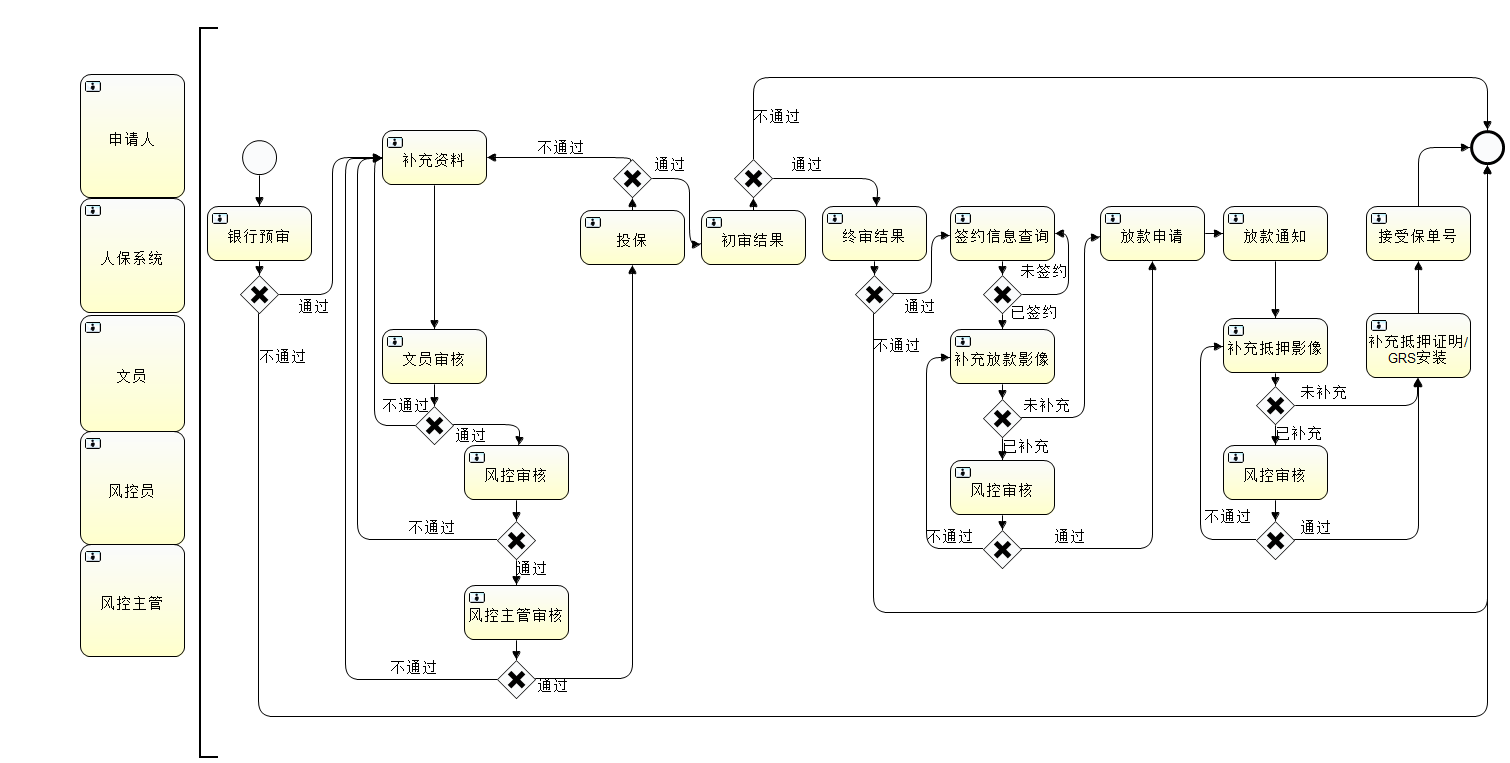 申请人
人保系统
文员
风控员
风控主管
银行预审
通过
不通过
补充资料
文员审核
不通过
通过
风控审核
不通过
通过
风控主管审核
不通过
通过
不通过
通过
投保
初审结果
不通过
通过
终审结果
通过
不通过
签约信息查询
未签约
已签约
补充放款影像
未补充
已补充
风控审核
不通过
通过
放款申请
放款通知
补充抵押影像
未补充
已补充
风控审核
不通过
通过
接受保单号
补充抵押证明/
GRS安装